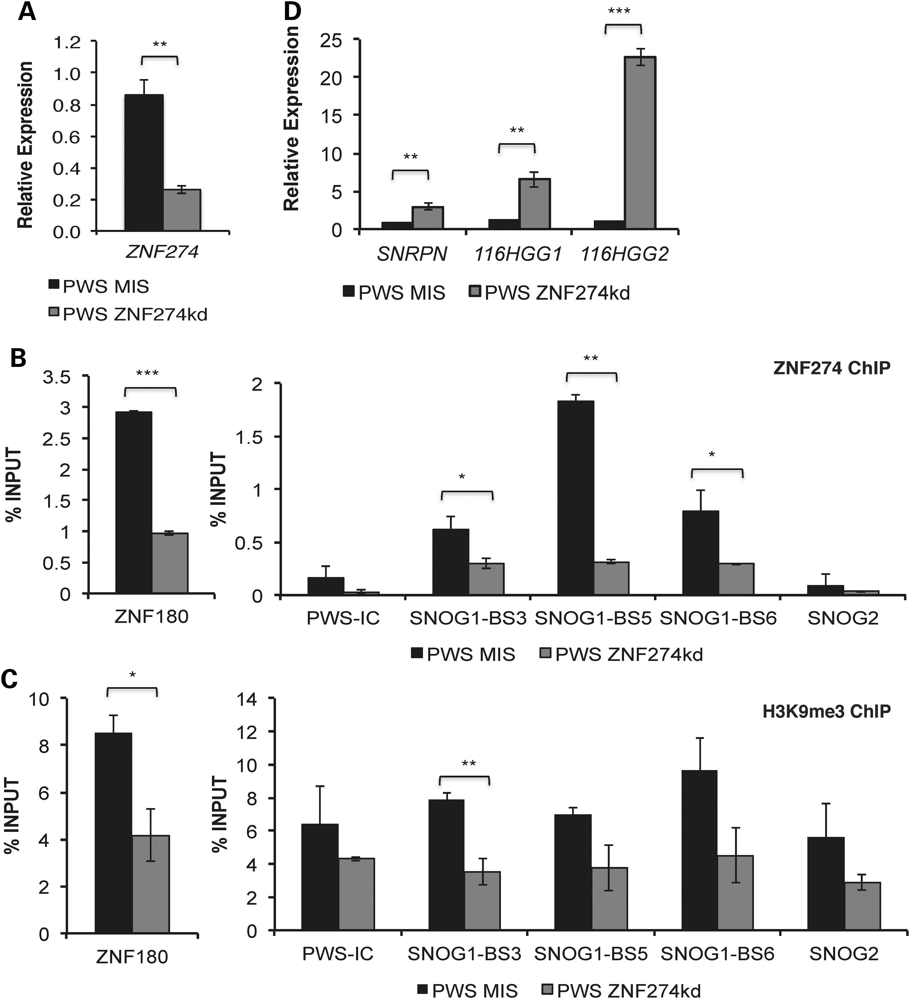 A
Relative Expression
1.2
1.0
0.8
0.6
0.4
0.2
0.0
**
ZNF274
PWS MIS
PWS ZNF274kd
D
Relative Expression
25
20
15
10
5
0
**
**
***
SNRPN 116HGG1 116HGG2
PWS MIS PWS ZNF274kd
B
% INPUT
3.5
3
2.5
2
1.5
1
0.5
0
***
ZNF180
ZNF274 ChIP
% INPUT
2
1.5
1
0.5
0
*
**
*
PWS-IC SNOG1-BS3 SNOG1-BS5 SNOG1-BS6 SNOG2
PWS MIS PWS ZNF274kd
C
% INPUT
10
8
6
4
2
0
*
ZNF180
H3K9me3 ChIP
% INPUT
14
12
10
8
6
4
2
0
**
PWS-IC SNOG1-BS3 SNOG1-BS5 SNOG1-BS6 SNOG2
PWS MIS PWS ZNF274kd